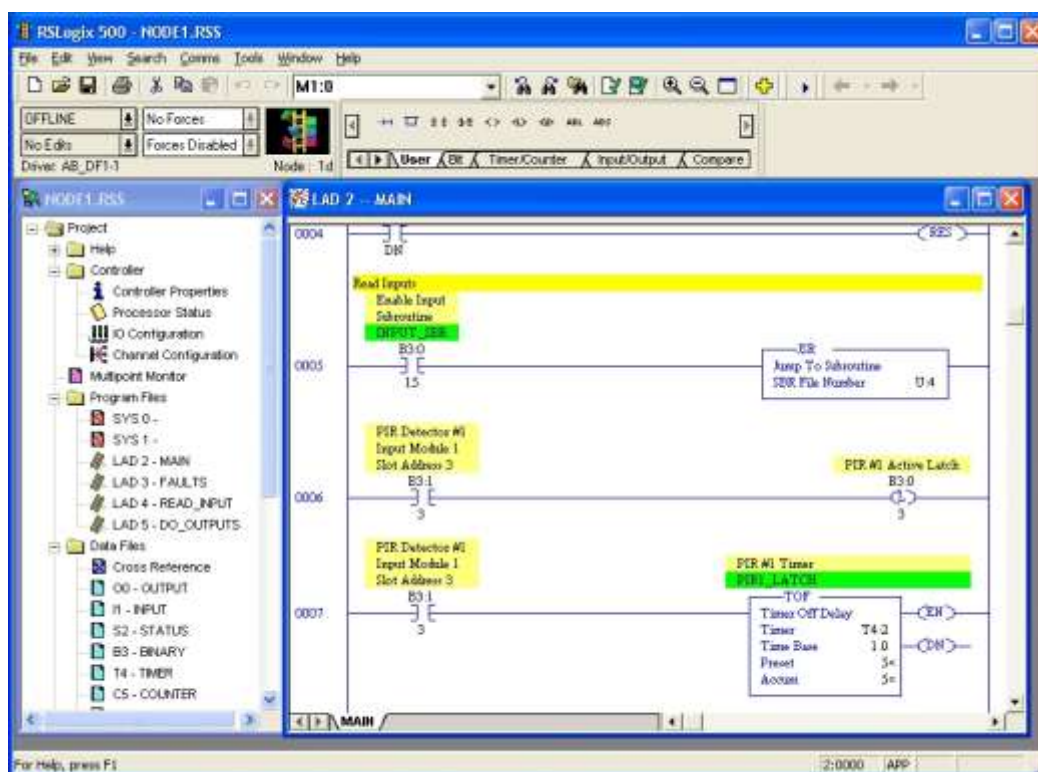 RSLogix 500 - NODE1.RSS
File Edit View Search Comms Tools Window Help
M1:0
OFFLINE No Forces
No Edits Forces Disabled
Driver: AB_DF1-1 Node : 1d
ABL ABS
User Bit Timer/Counter Input/Output Compare
NODE1.RSS
Project
Help
Controller
Controller Properties
Processor Status
IO Configuration
Channel Configuration
Multipoint Monitor
Program Files
SYS 0 -
SYS 1 -
LAD 2 - MAIN
LAD 3 - FAULTS
LAD 4 - READ_INPUT
LAD 5 - DO_OUTPUTS
Data Files
Cross Reference
O0 - OUTPUT
I1 - INPUT
S2 - STATUS
B3 - BINARY
T4 - TIMER
C5 - COUNTER
LAD 2 -- MAIN
0004
DN
RES
Read Inputs
Enable Input
Subroutine
INPUT_SBR
B3:0
0005
15
Jump To Subroutine
SBR File Number U:4
PIR Detector #1
Input Module 1
Slot Address 3
B3:1
0006
3
PIR #1 Active Latch
B3:0
L
3
PIR Detector #1
Input Module 1
Slot Address 3
B3:1
0007
3
PIR #1 Timer
PIR1_LATCH
TOF
Timer Off Delay EN
Timer T4:2
Time Base 1.0 DN
Preset 5<
Accum 5<
MAIN
For Help, press F1
2:0000 APP